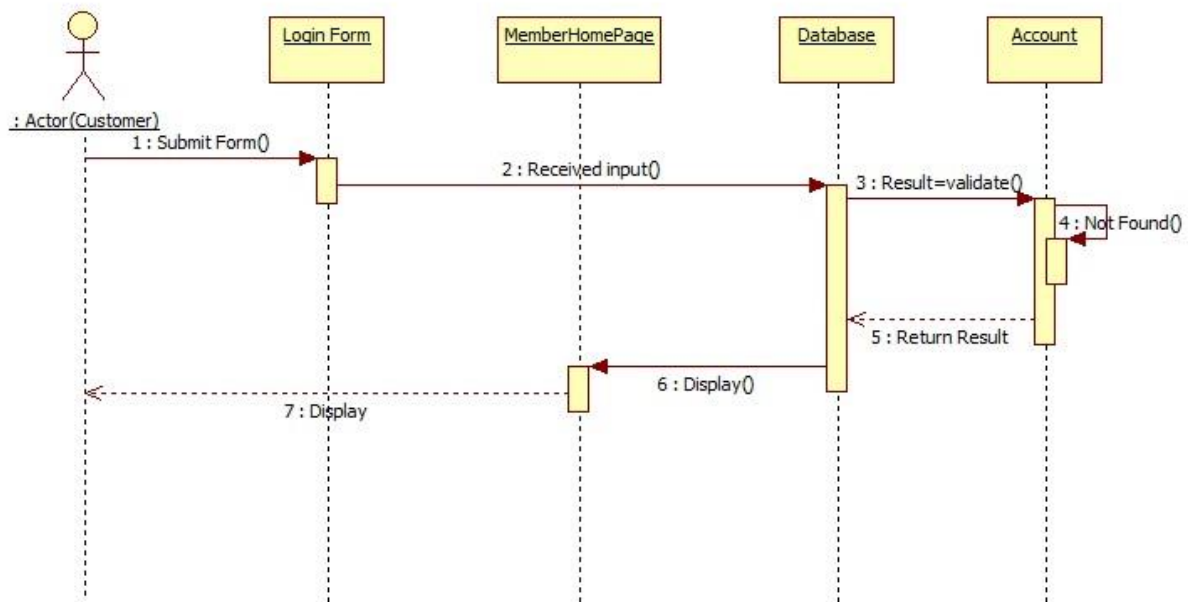 Login Form
MemberHomePage
Database
Account
: Actor(Customer)
1 : Submit Form()
2 : Received input()
3 : Result=validate()
4 : Not Found()
5 : Return Result
6 : Display()
7 : Display